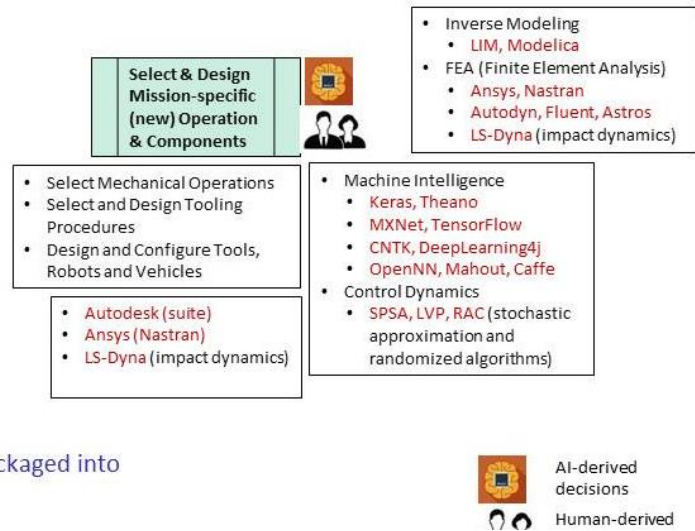 Select & Design
Mission-specific
(new) Operation
& Components
• Inverse Modeling
• LIM, Modelica
• FEA (Finite Element Analysis)
• Ansys, Nastran
• Autodyn, Fluent, Astros
• LS-Dyna (impact dynamics)
• Select Mechanical Operations
• Select and Design Tooling
Procedures
• Design and Configure Tools,
Robots and Vehicles
• Autodesk (suite)
• Ansys (Nastran)
• LS-Dyna (impact dynamics)
• Machine Intelligence
• Keras, Theano
• MXNet, TensorFlow
• CNTK, DeepLearning4j
• OpenNN, Mahout, Caffe
• Control Dynamics
• SPSA, LVP, RAC (stochastic
approximation and
randomized algorithms)
ckaged into
AI-derived
decisions
Human-derived